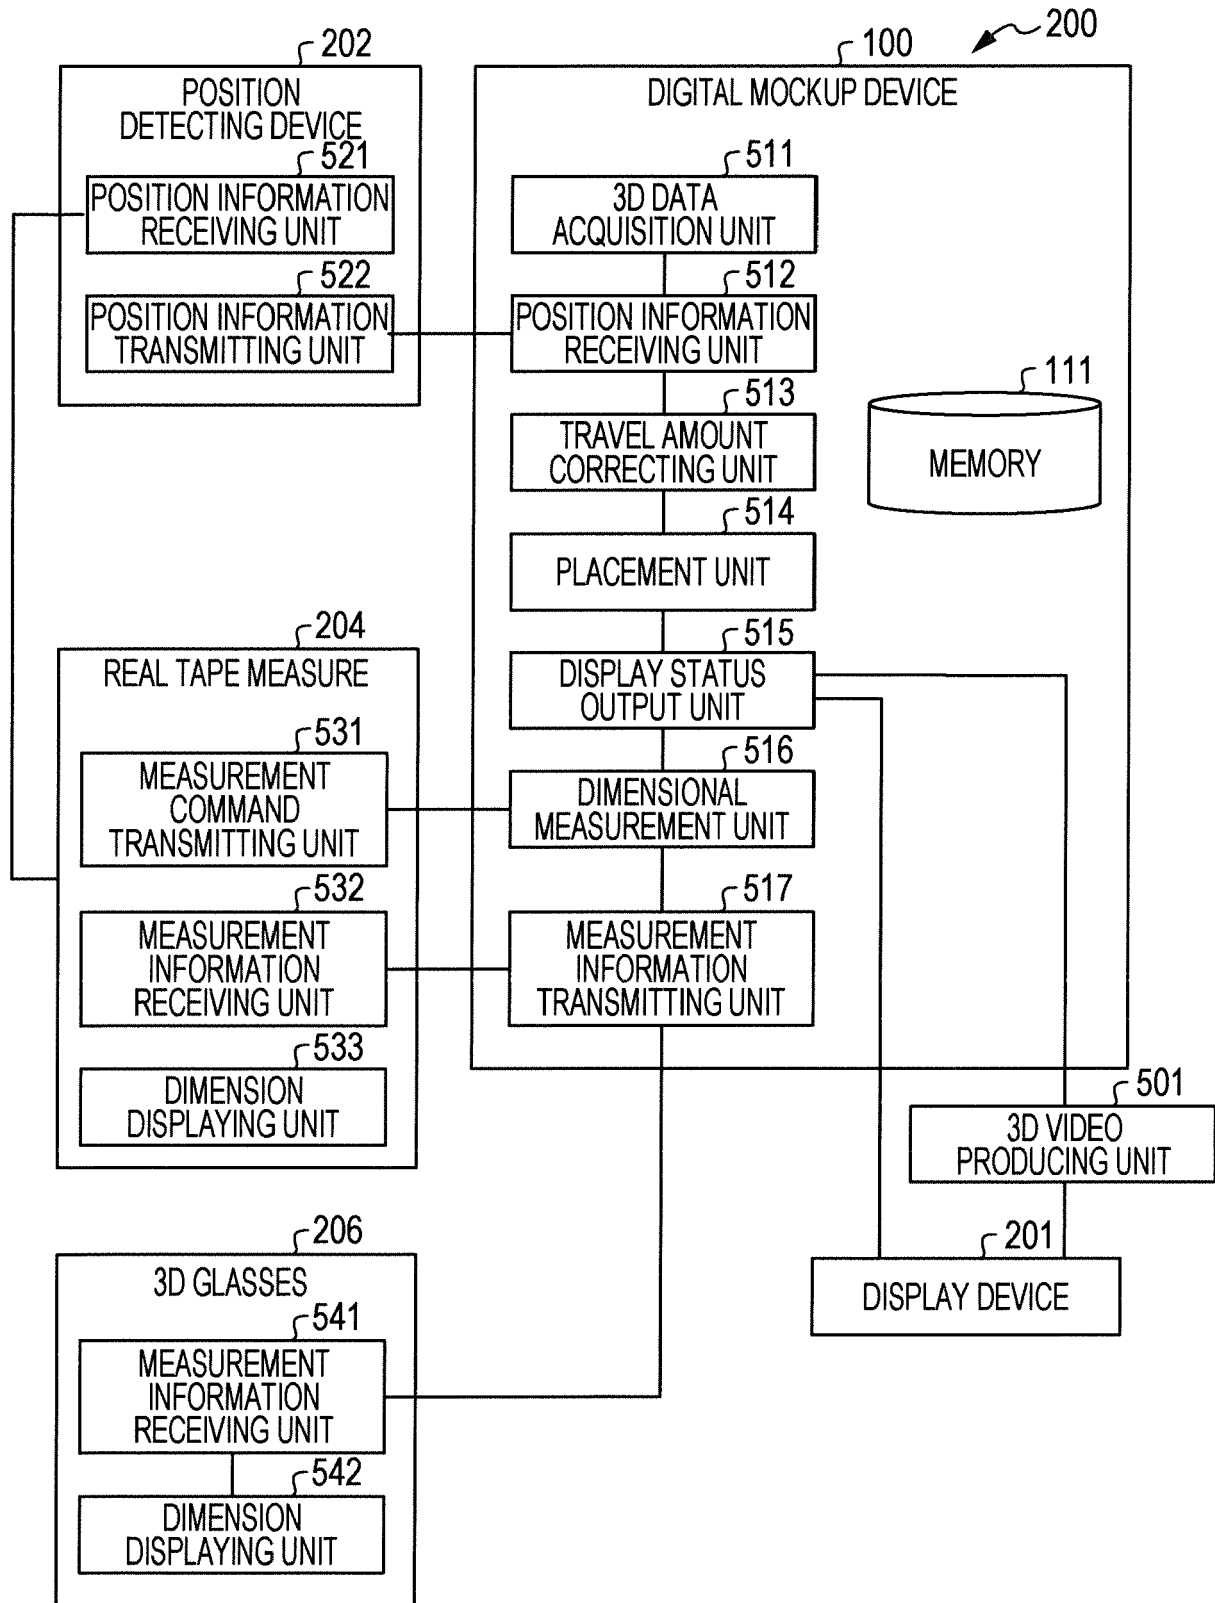 200
202
POSITION
DETECTING DEVICE
521
POSITION INFORMATION
RECEIVING UNIT
522
POSITION INFORMATION
TRANSMITTING UNIT
100
DIGITAL MOCKUP DEVICE
511
3D DATA
ACQUISITION UNIT
512
POSITION INFORMATION
RECEIVING UNIT
513
TRAVEL AMOUNT
CORRECTING UNIT
514
PLACEMENT UNIT
515
DISPLAY STATUS
OUTPUT UNIT
516
DIMENSIONAL
MEASUREMENT UNIT
517
MEASUREMENT
INFORMATION
TRANSMITTING UNIT
111
MEMORY
204
REAL TAPE MEASURE
531
MEASUREMENT
COMMAND
TRANSMITTING UNIT
532
MEASUREMENT
INFORMATION
RECEIVING UNIT
533
DIMENSION
DISPLAYING UNIT
501
3D VIDEO
PRODUCING UNIT
201
DISPLAY DEVICE
206
3D GLASSES
541
MEASUREMENT
INFORMATION
RECEIVING UNIT
542
DIMENSION
DISPLAYING UNIT